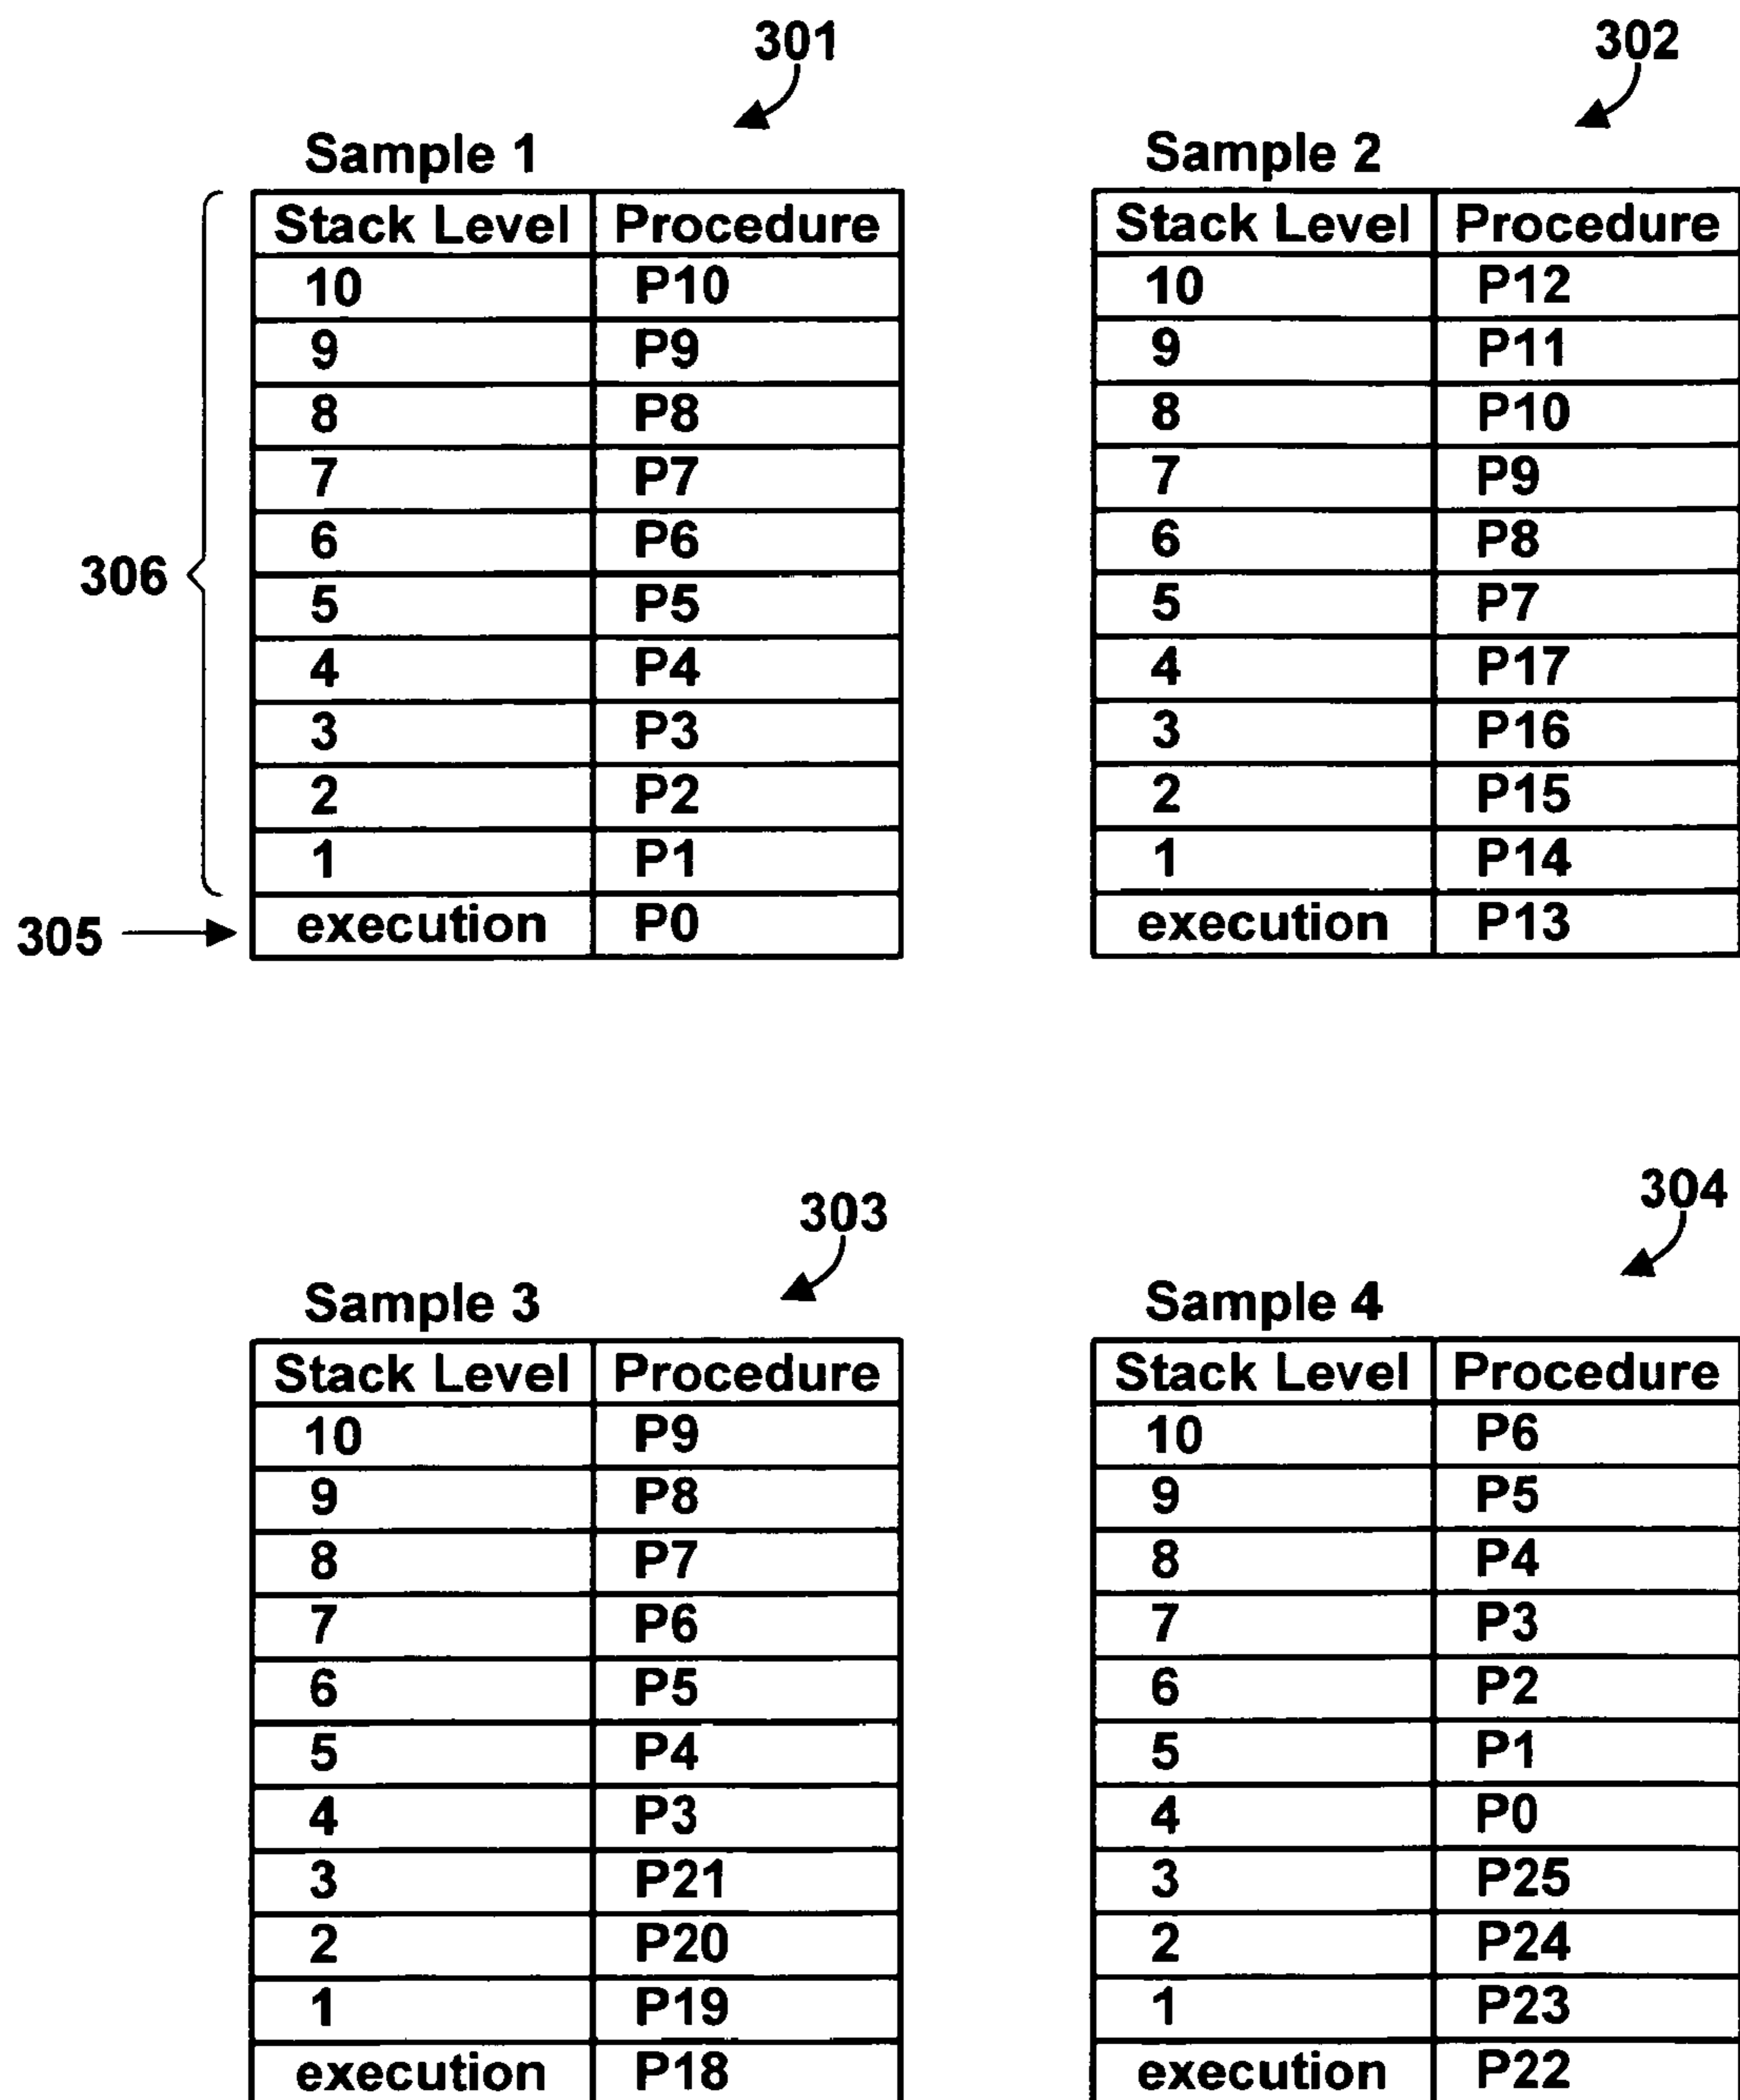 301
Sample 1
Stack Level Procedure
10 P10
9 P9
8 P8
7 P7
6 P6
5 P5
4 P4
3 P3
2 P2
1 P1
execution P0
306
305
302
Sample 2
Stack Level Procedure
10 P12
9 P11
8 P10
7 P9
6 P8
5 P7
4 P17
3 P16
2 P15
1 P14
execution P13
303
Sample 3
Stack Level Procedure
10 P9
9 P8
8 P7
7 P6
6 P5
5 P4
4 P3
3 P21
2 P20
1 P19
execution P18
304
Sample 4
Stack Level Procedure
10 P6
9 P5
8 P4
7 P3
6 P2
5 P1
4 P0
3 P25
2 P24
1 P23
execution P22